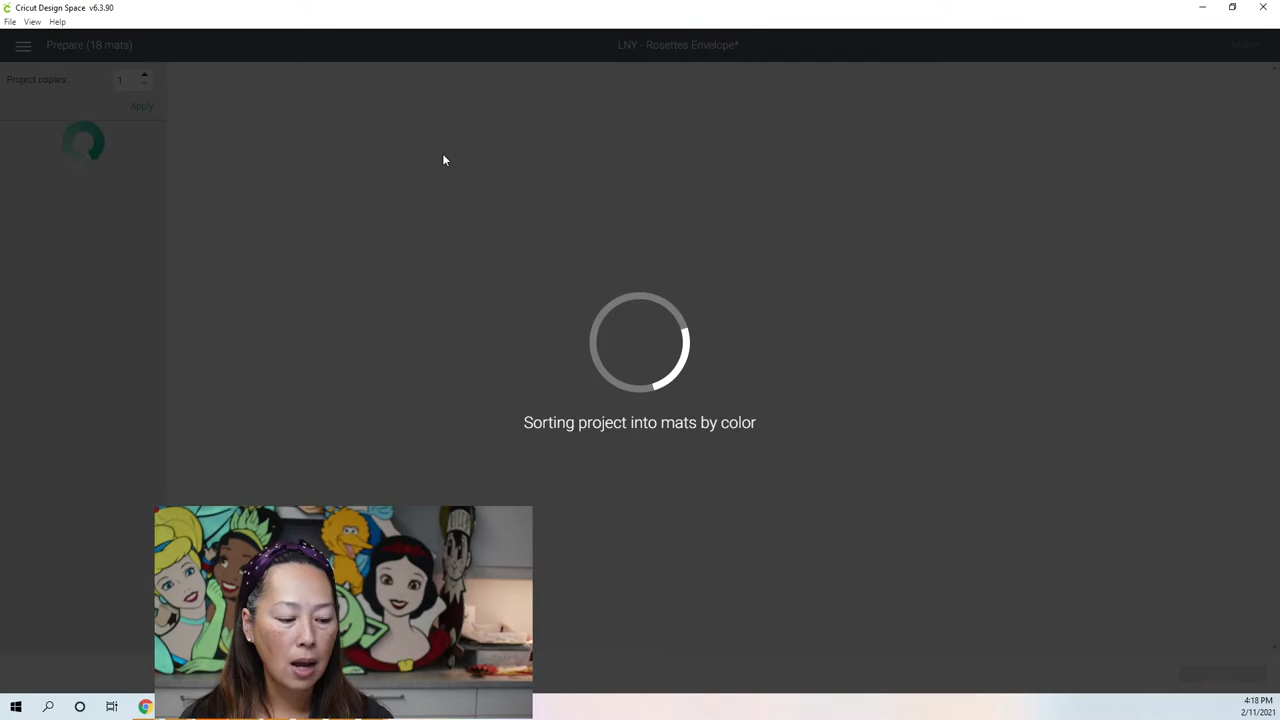 Cricut Design Space v6.3.90
File View Help
Prepare (18 mats)
LNY - Rosettes Envelope*
Project copies: 1
Apply
Sorting project into mats by color
4:18 PM
2/11/2021